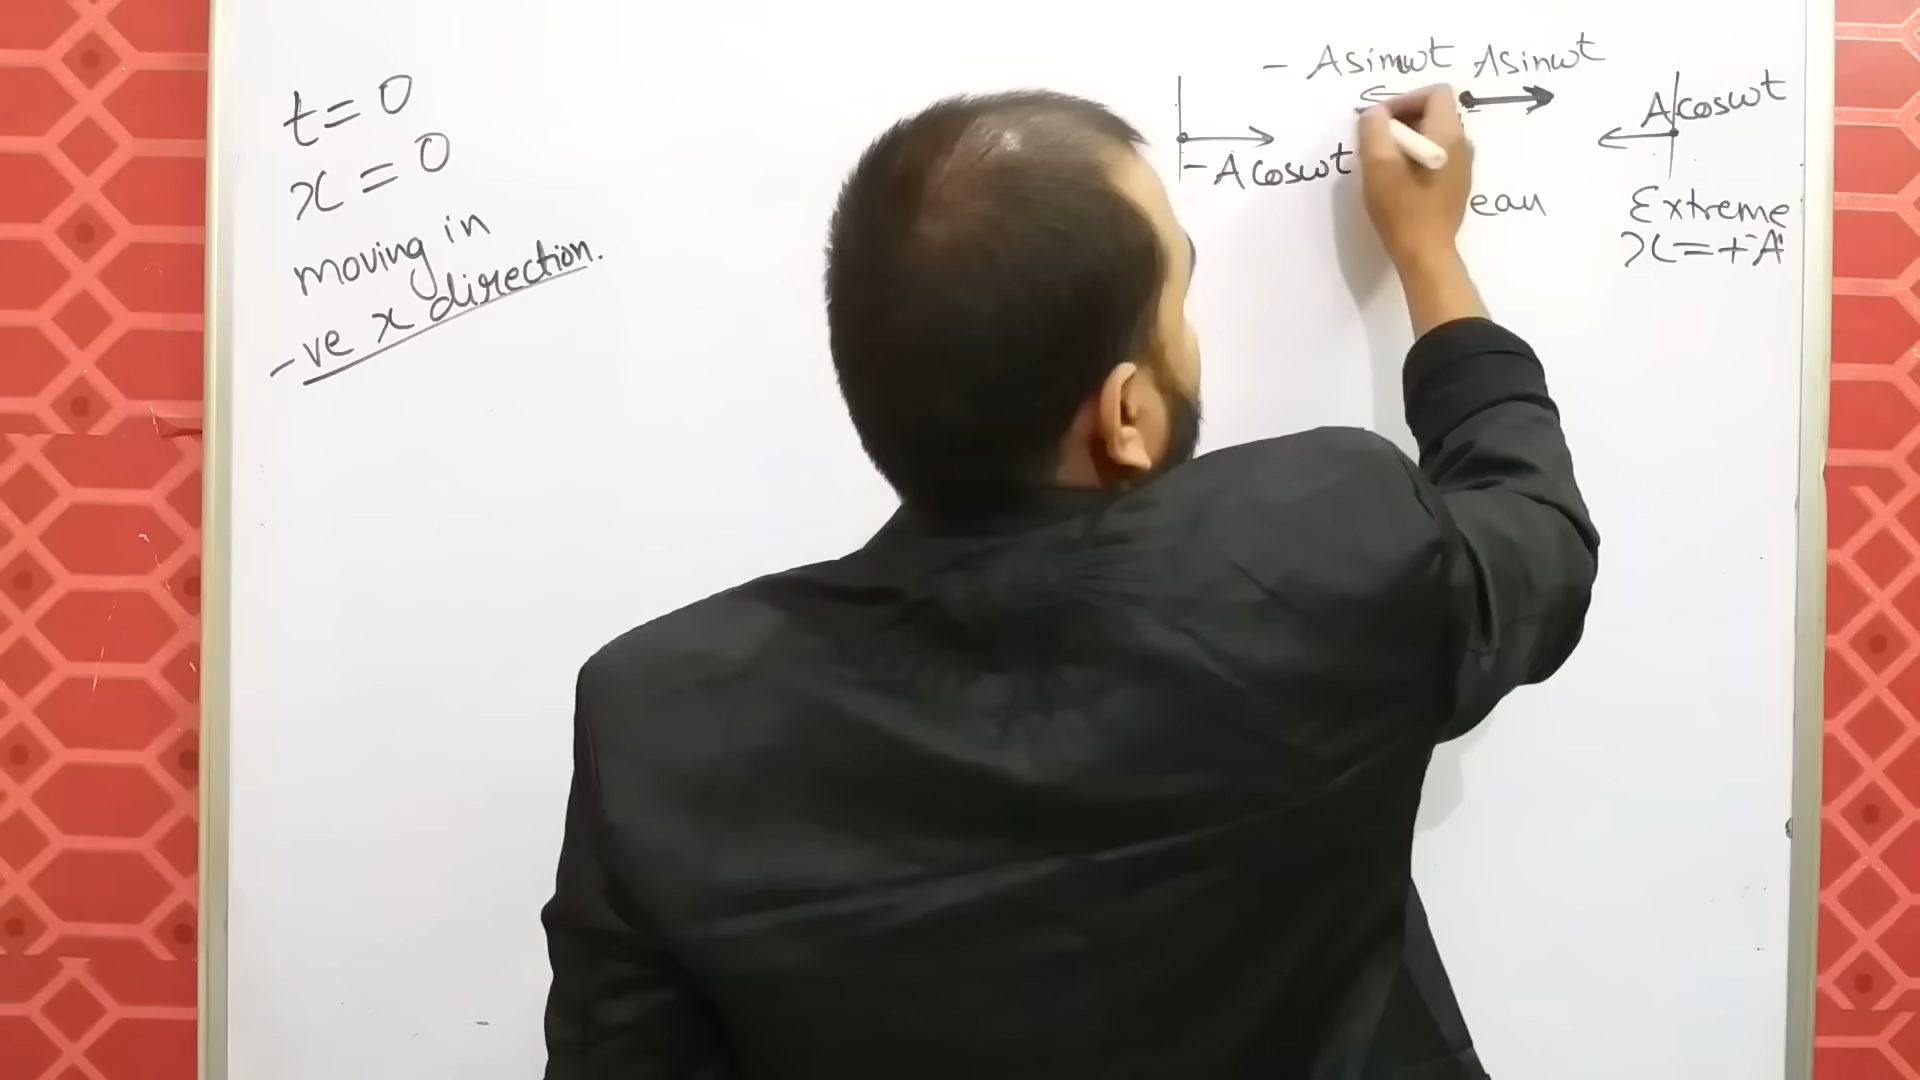 t = 0
x = 0
moving in
-ve x direction.
- Asinωt Asinωt
- Acosωt
Acosωt
Extreme
x = +A